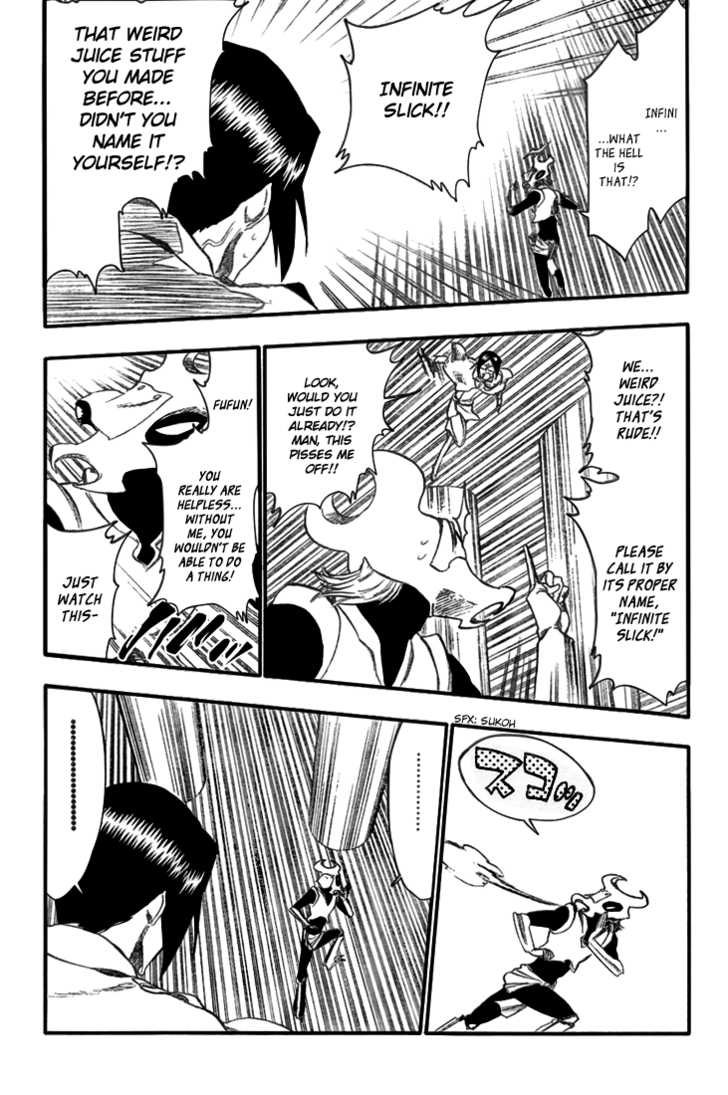 INFINI
...
...WHAT
THE HELL
IS
THAT!?
INFINITE
SLICK!!
THAT WEIRD
JUICE STUFF
YOU MADE
BEFORE...
DIDN'T YOU
NAME IT
YOURSELF!?
WE...
WEIRD
JUICE?!
THAT'S
RUDE!!
PLEASE
CALL IT BY
ITS PROPER
NAME,
"INFINITE
SLICK!"
LOOK,
WOULD YOU
JUST DO IT
ALREADY!?
MAN, THIS
PISSES ME
OFF!!
FUFUN!
YOU
REALLY ARE
HELPLESS...
WITHOUT
ME, YOU
WOULDN'T BE
ABLE TO DO
A THING!
JUST
WATCH
THIS-
SFX: SUKOH
スコ...
............
............